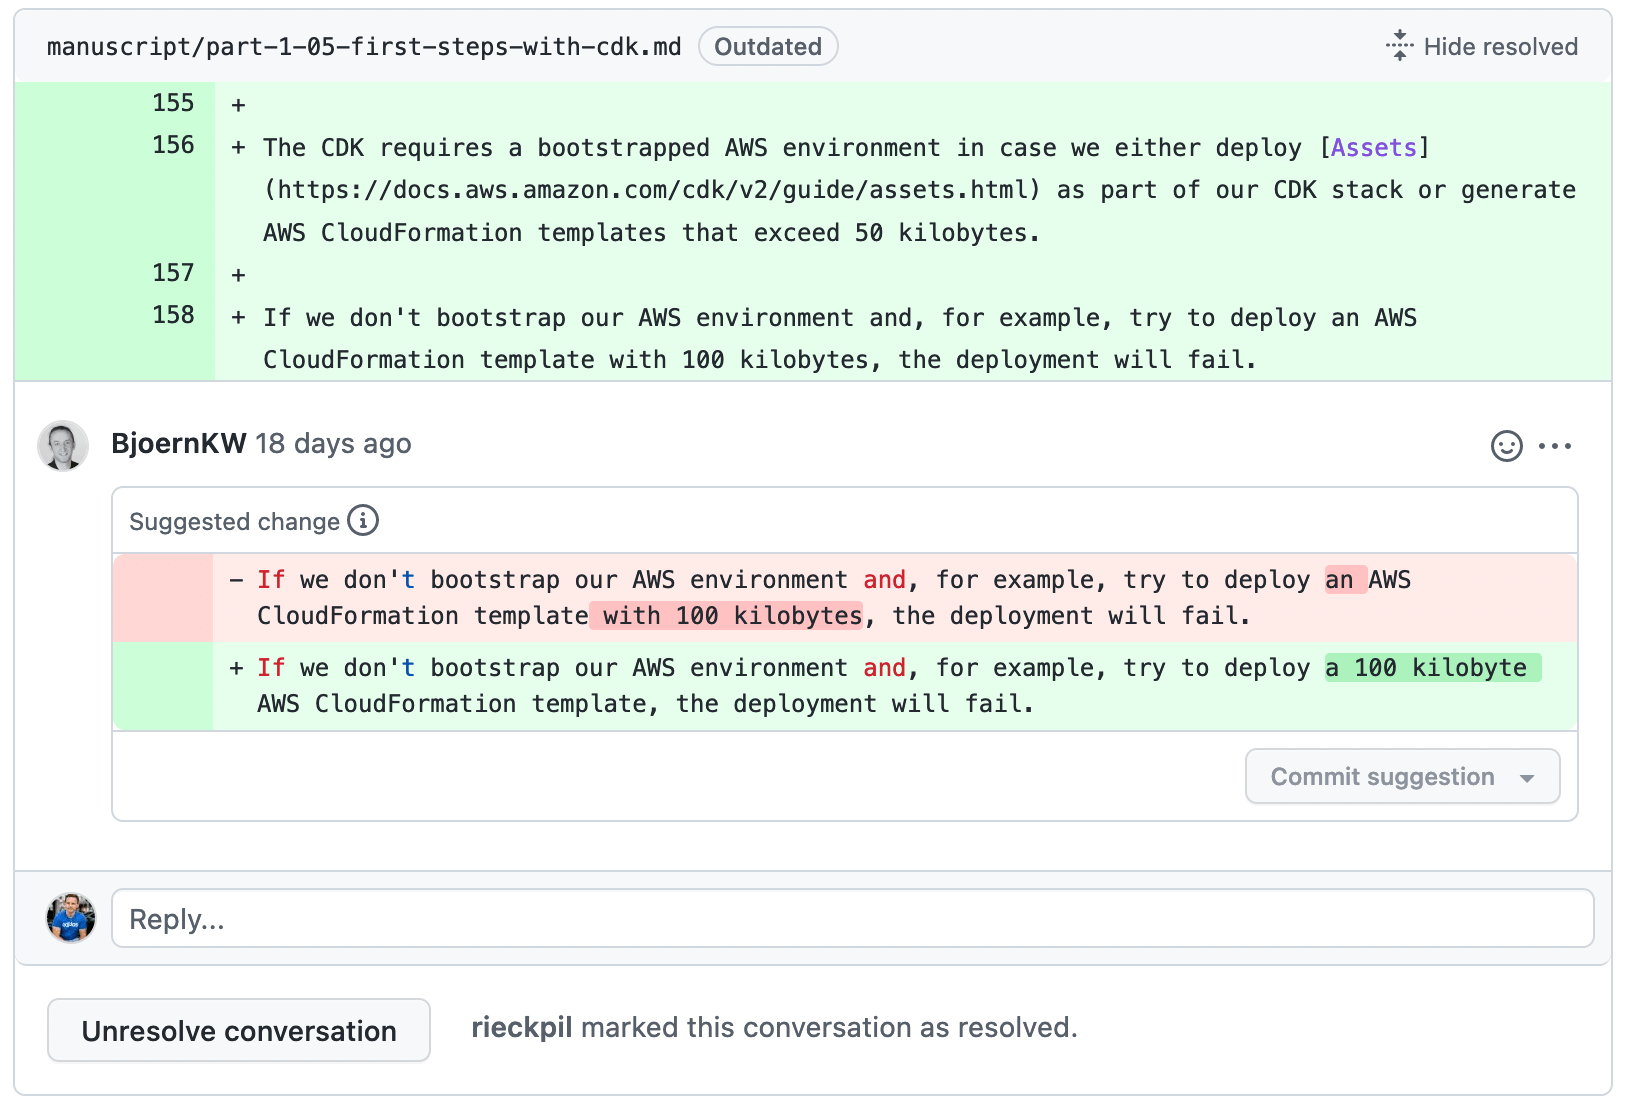 manuscript/part-1-05-first-steps-with-cdk.md Outdated Hide resolved
155 +
156 + The CDK requires a bootstrapped AWS environment in case we either deploy [Assets]
(https://docs.aws.amazon.com/cdk/v2/guide/assets.html) as part of our CDK stack or generate
AWS CloudFormation templates that exceed 50 kilobytes.
157 +
158 + If we don't bootstrap our AWS environment and, for example, try to deploy an AWS
CloudFormation template with 100 kilobytes, the deployment will fail.
BjoernKW 18 days ago
Suggested change
- If we don't bootstrap our AWS environment and, for example, try to deploy an AWS
CloudFormation template with 100 kilobytes, the deployment will fail.
+ If we don't bootstrap our AWS environment and, for example, try to deploy a 100 kilobyte
AWS CloudFormation template, the deployment will fail.
Commit suggestion
Reply...
Unresolve conversation rieckpil marked this conversation as resolved.